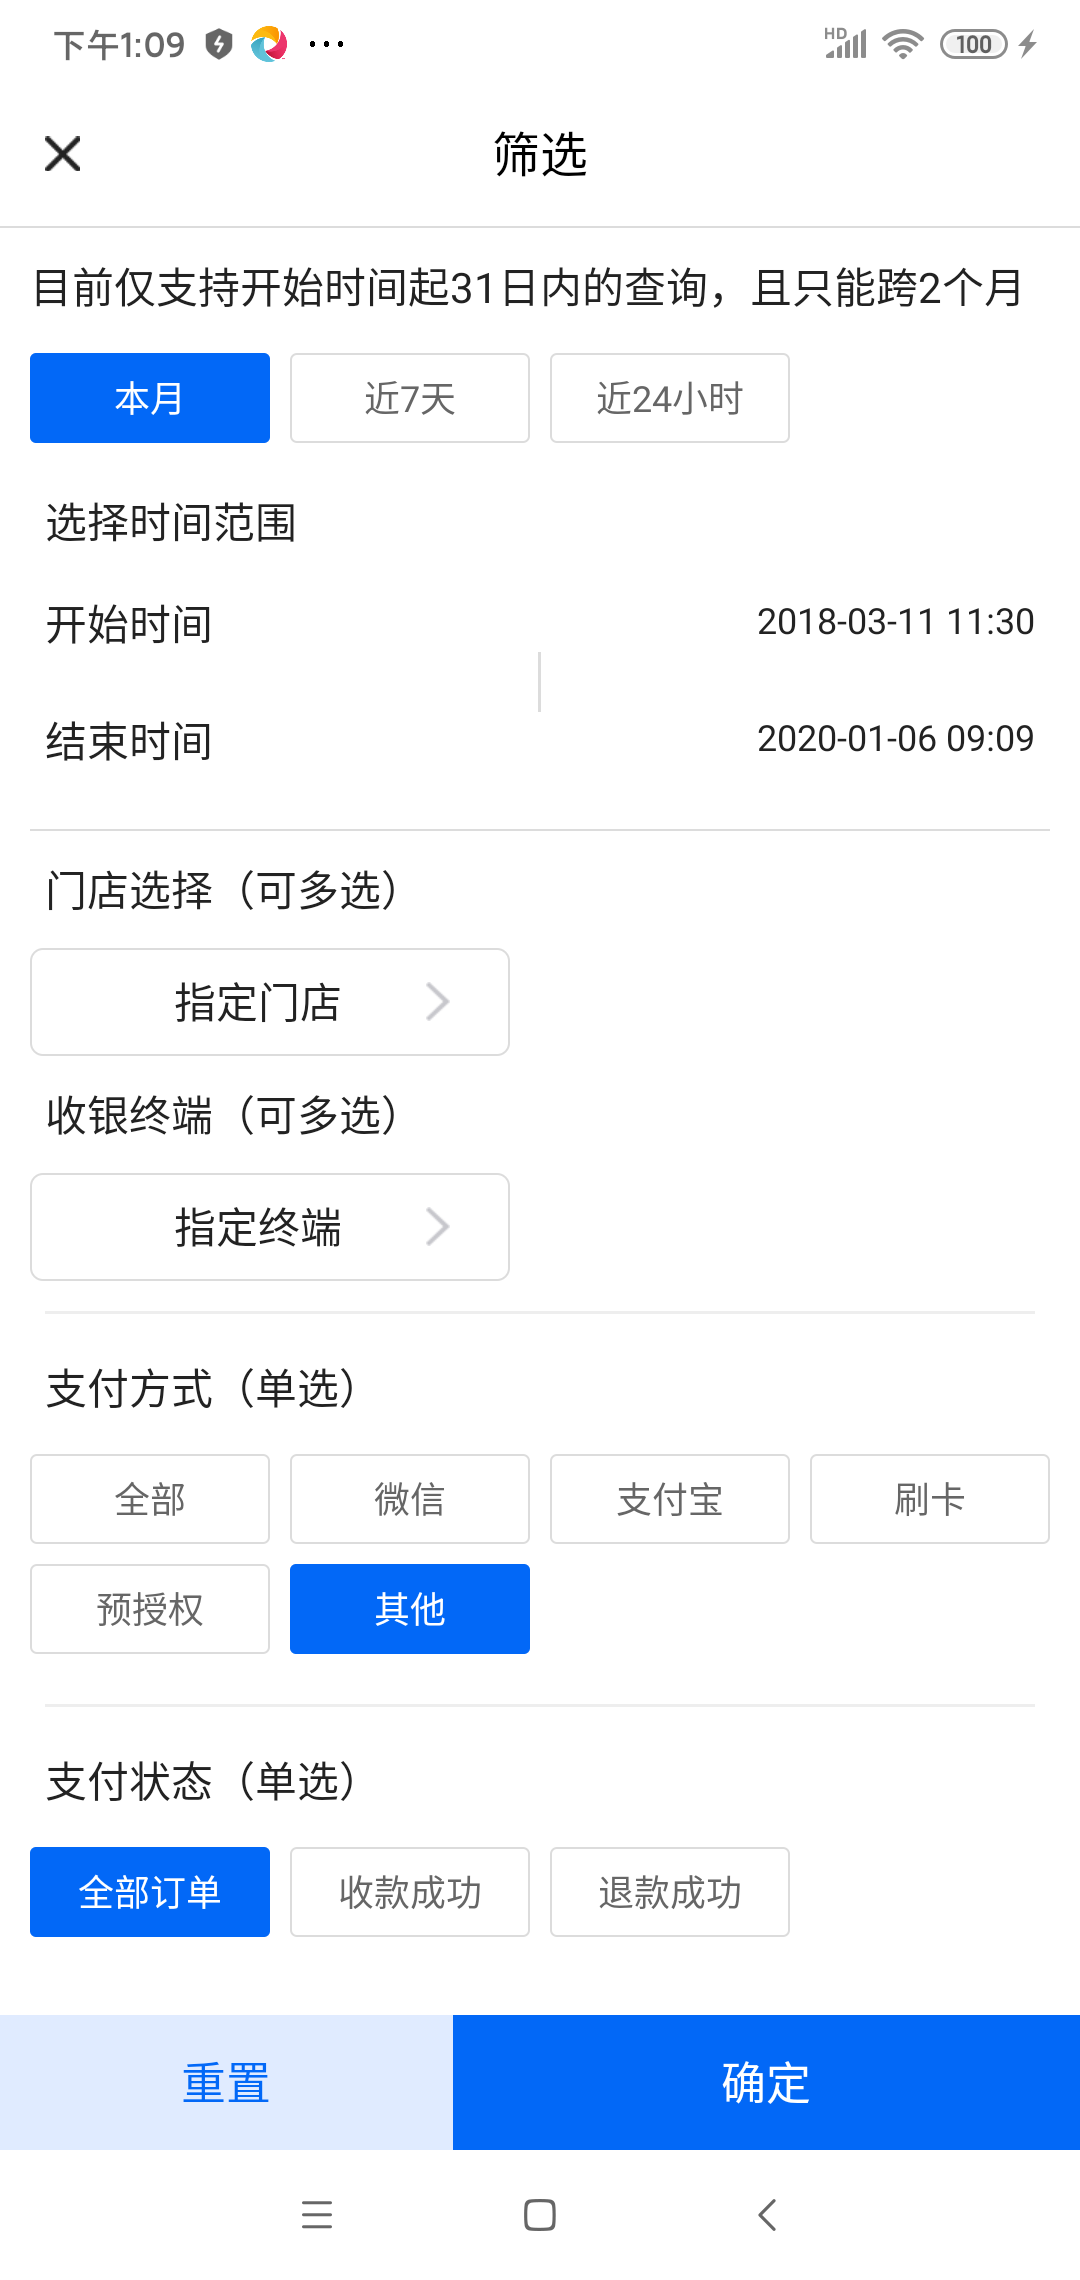 下午1:09 HD 100
筛选
目前仅支持开始时间起31日内的查询，且只能跨2个月
本月 近7天 近24小时
选择时间范围
开始时间 2018-03-11 11:30
结束时间 2020-01-06 09:09
门店选择（可多选）
指定门店
收银终端（可多选）
指定终端
支付方式（单选）
全部 微信 支付宝 刷卡
预授权 其他
支付状态（单选）
全部订单 收款成功 退款成功
重置 确定